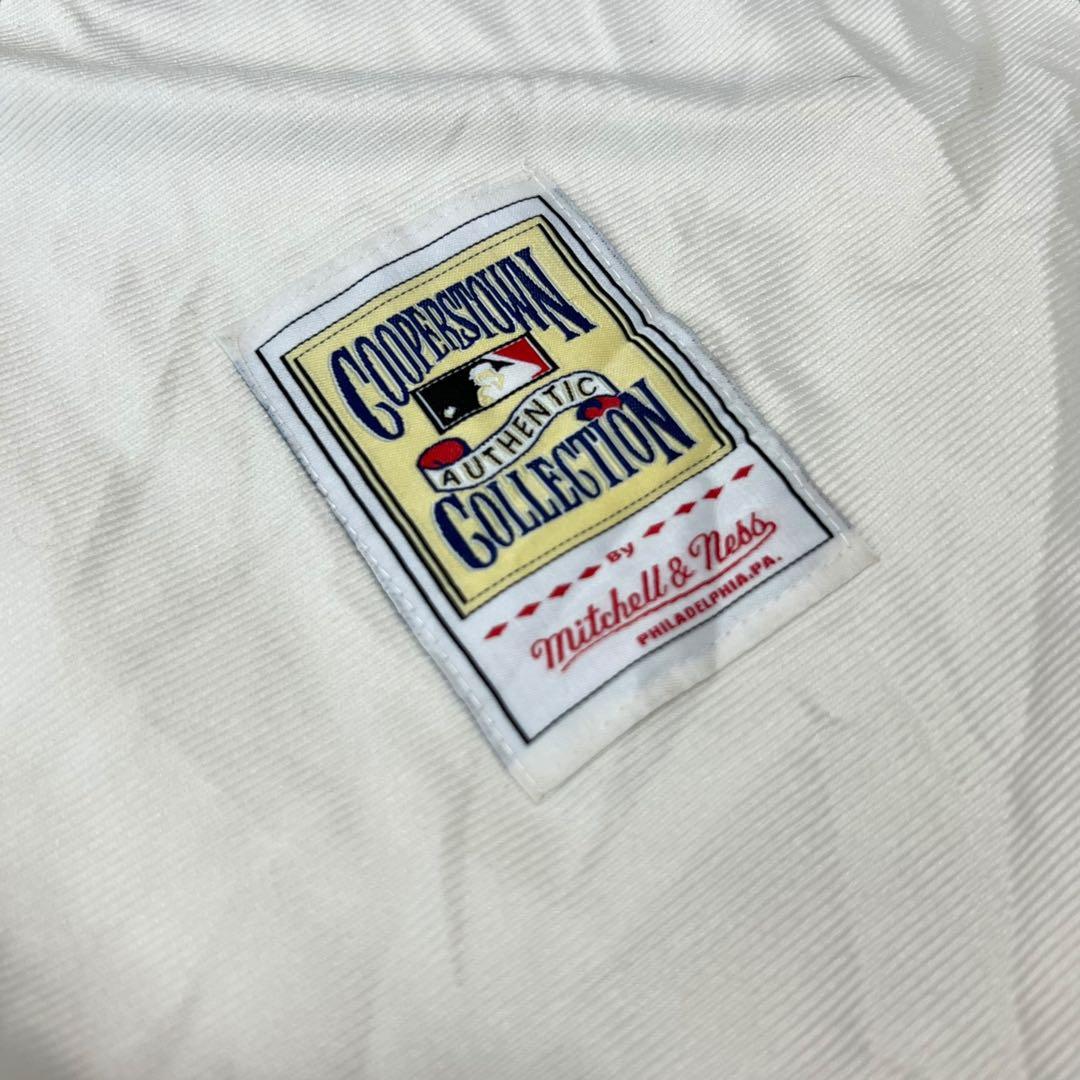 COOPERSTOWN
AUTHENTIC
COLLECTION
BY
Mitchell & Ness
PHILADELPHIA, PA.